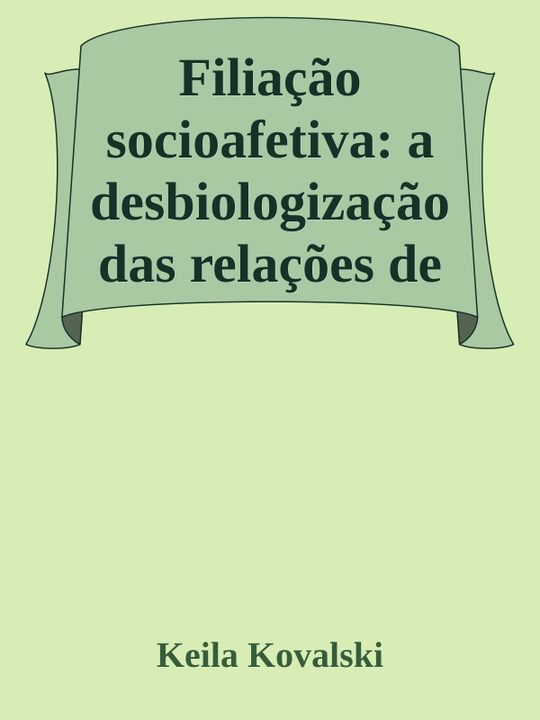 Filiação
socioafetiva: a
desbiologização
das relações de
Keila Kovalski